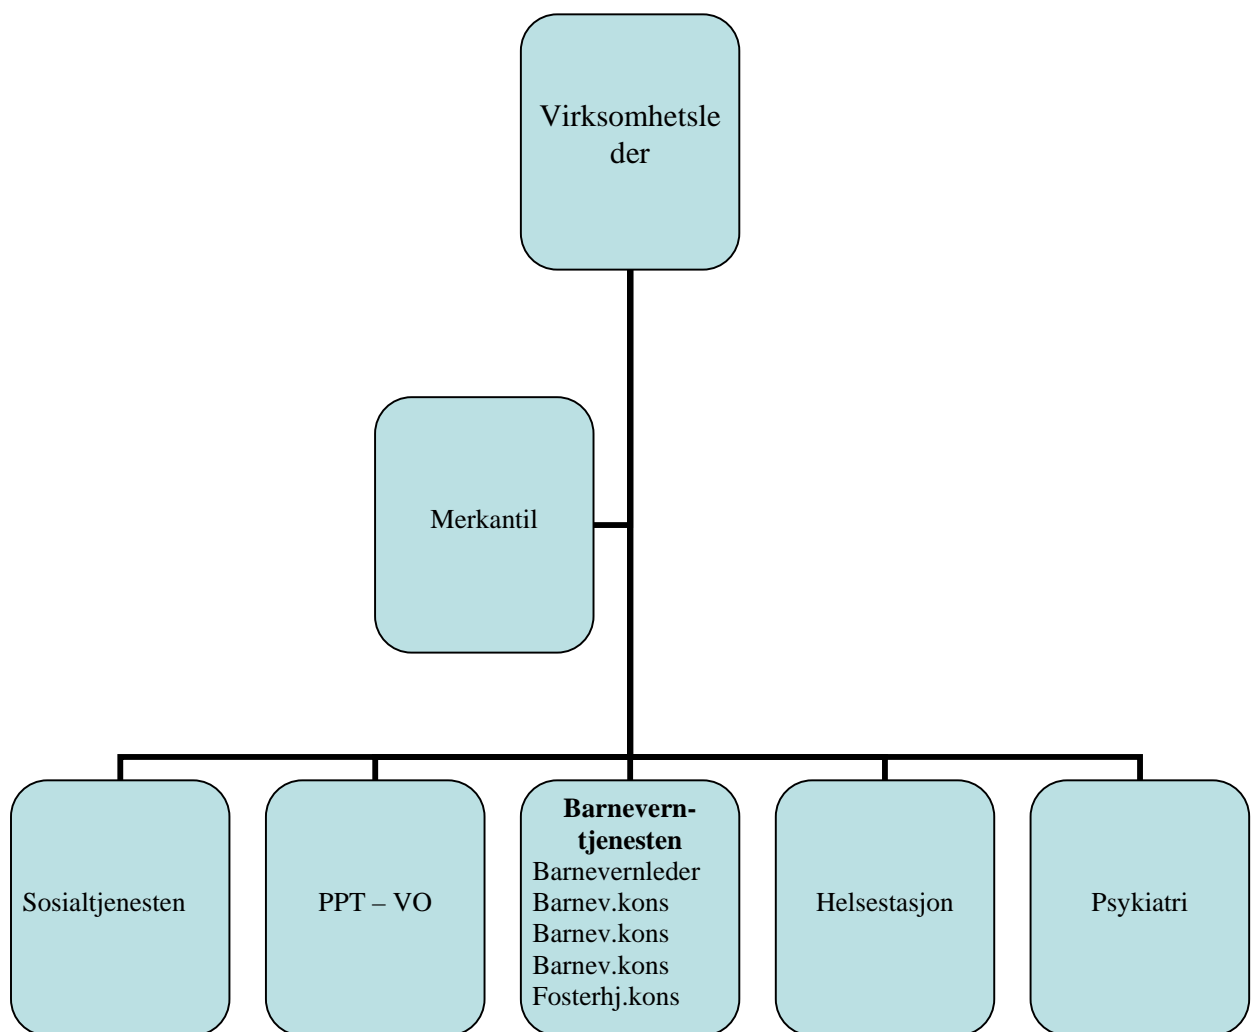 Virksomhetsle
der
Merkantil
Sosialtjenesten
PPT – VO
Barnevern-
tjenesten
Barnevernleder
Barnev.kons
Barnev.kons
Barnev.kons
Fosterhj.kons
Helsestasjon
Psykiatri